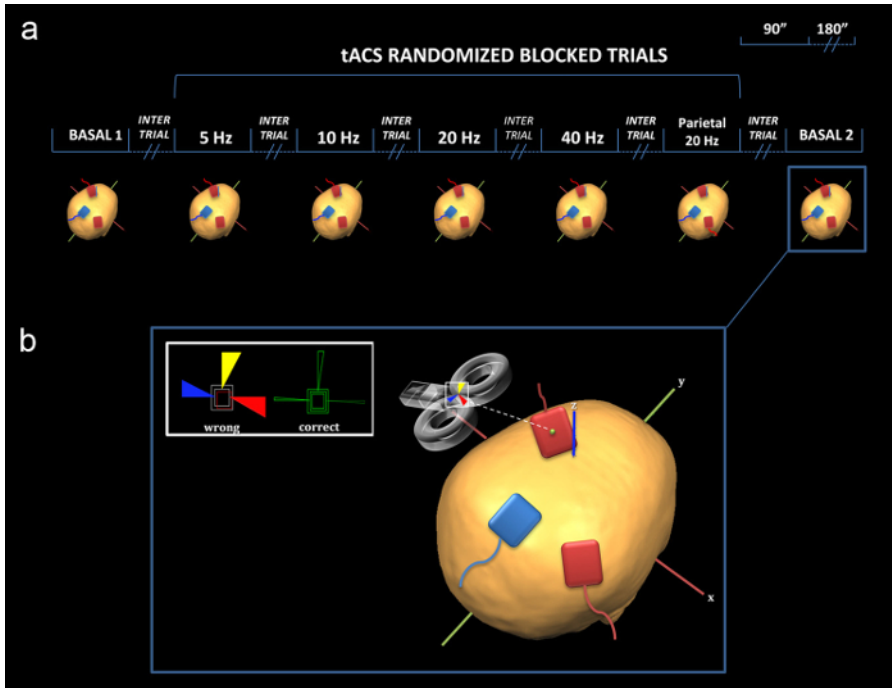 a
90” 180”
tACS RANDOMIZED BLOCKED TRIALS
BASAL 1 INTER TRIAL 5 Hz INTER TRIAL 10 Hz INTER TRIAL 20 Hz INTER TRIAL 40 Hz INTER TRIAL Parietal 20 Hz INTER TRIAL BASAL 2
b
wrong correct
z
y
x